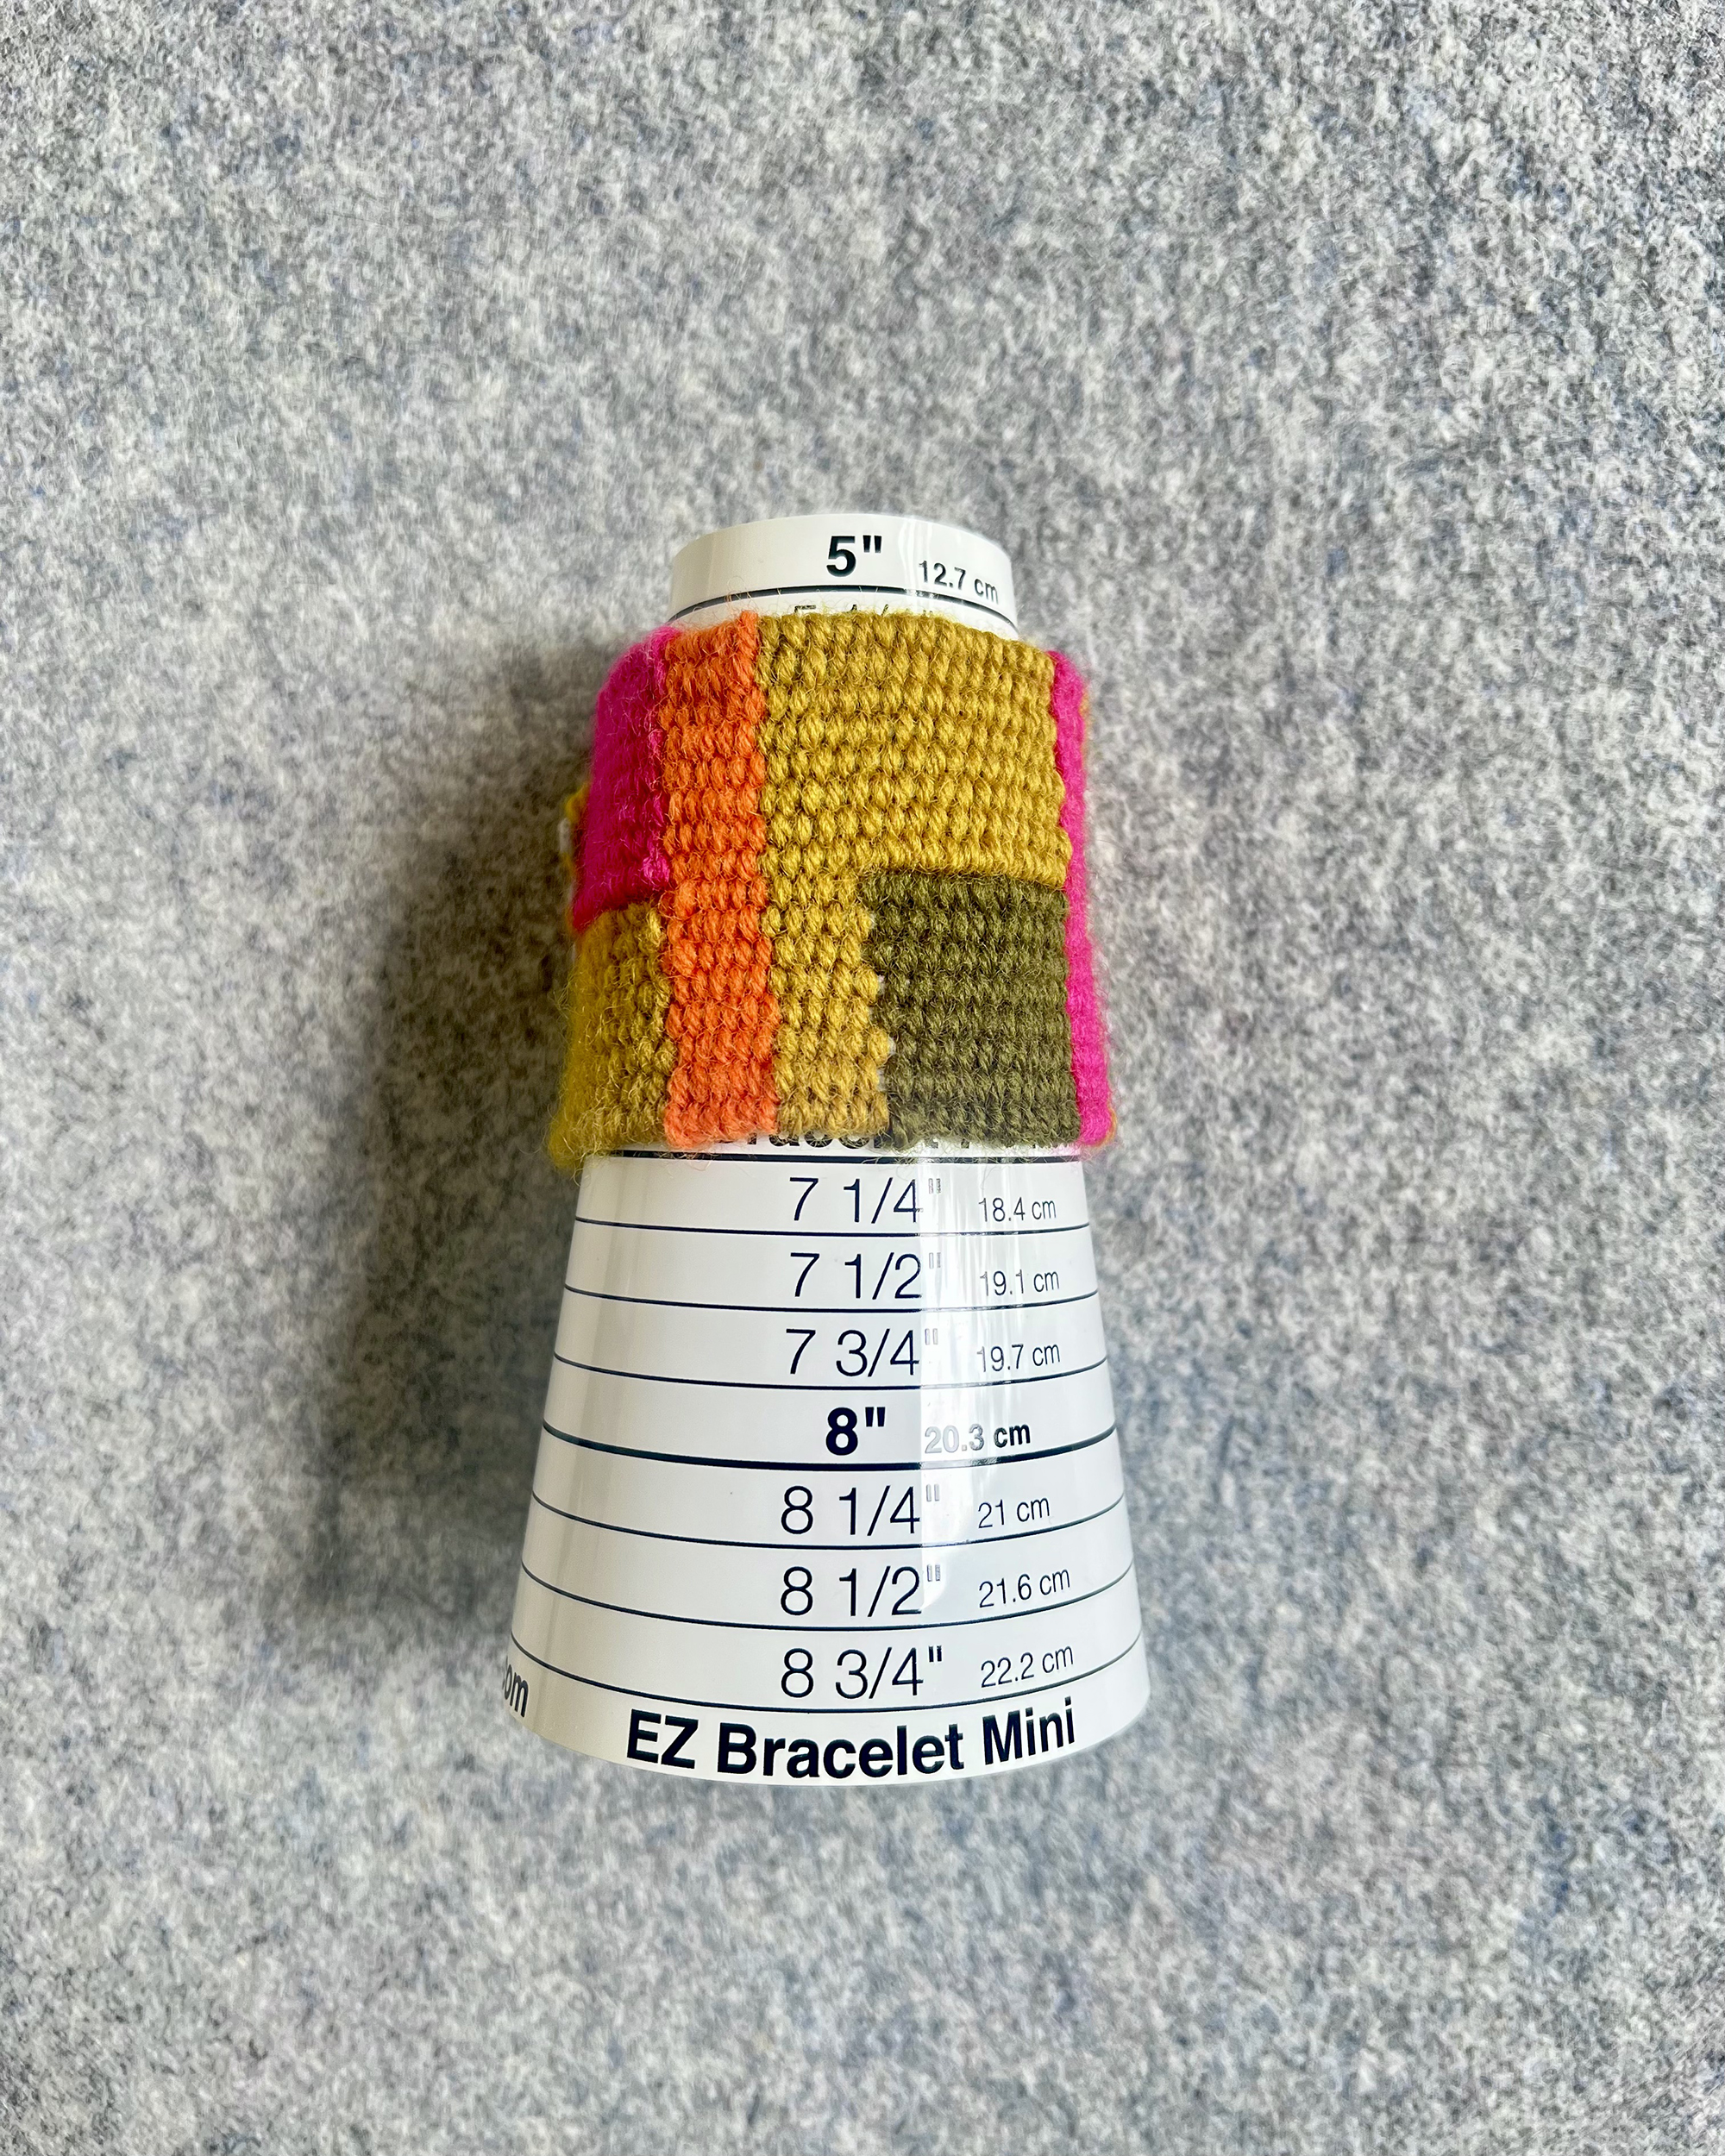 5" 12.7 cm
7 1/4" 18.4 cm
7 1/2" 19.1 cm
7 3/4" 19.7 cm
8" 20.3 cm
8 1/4" 21 cm
8 1/2" 21.6 cm
8 3/4" 22.2 cm
om
EZ Bracelet Mini